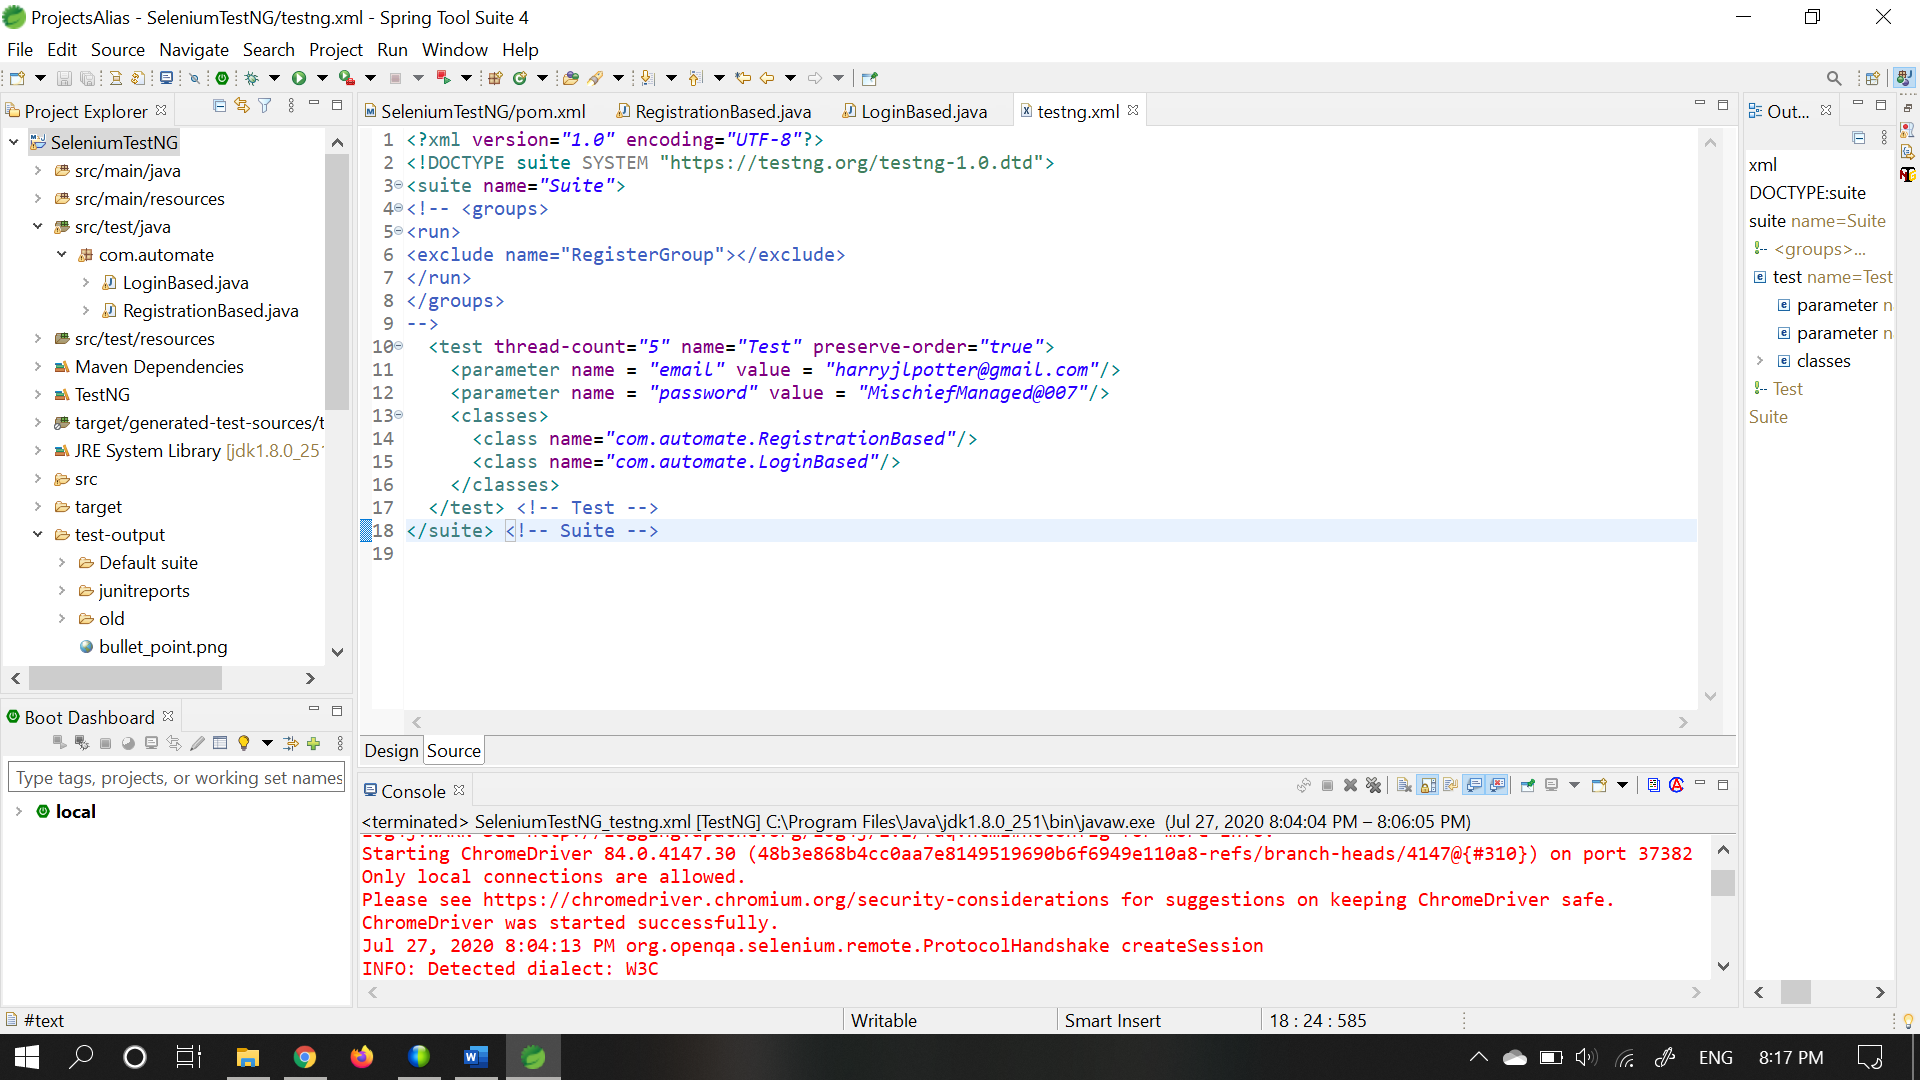 ProjectsAlias - SeleniumTestNG/testng.xml - Spring Tool Suite 4
File Edit Source Navigate Search Project Run Window Help
Project Explorer
SeleniumTestNG
src/main/java
src/main/resources
src/test/java
com.automate
LoginBased.java
RegistrationBased.java
src/test/resources
Maven Dependencies
TestNG
target/generated-test-sources/t
JRE System Library [jdk1.8.0_251
src
target
test-output
Default suite
junitreports
old
bullet_point.png
Boot Dashboard
Type tags, projects, or working set names
local
SeleniumTestNG/pom.xml RegistrationBased.java LoginBased.java testng.xml
1 <?xml version="1.0" encoding="UTF-8"?>
2 <!DOCTYPE suite SYSTEM "https://testng.org/testng-1.0.dtd">
3 <suite name="Suite">
4 <!-- <groups>
5 <run>
6 <exclude name="RegisterGroup"></exclude>
7 </run>
8 </groups>
9 -->
10 <test thread-count="5" name="Test" preserve-order="true">
11 <parameter name = "email" value = "harryjlpotter@gmail.com"/>
12 <parameter name = "password" value = "MischiefManaged@007"/>
13 <classes>
14 <class name="com.automate.RegistrationBased"/>
15 <class name="com.automate.LoginBased"/>
16 </classes>
17 </test> <!-- Test -->
18 </suite> <!-- Suite -->
19
Design Source
Out...
xml
DOCTYPE:suite
suite name=Suite
<groups>...
test name=Test
parameter n
parameter n
classes
Test
Suite
Console
<terminated> SeleniumTestNG_testng.xml [TestNG] C:\Program Files\Java\jdk1.8.0_251\bin\javaw.exe (Jul 27, 2020 8:04:04 PM – 8:06:05 PM)
Starting ChromeDriver 84.0.4147.30 (48b3e868b4cc0aa7e8149519690b6f6949e110a8-refs/branch-heads/4147@{#310}) on port 37382
Only local connections are allowed.
Please see https://chromedriver.chromium.org/security-considerations for suggestions on keeping ChromeDriver safe.
ChromeDriver was started successfully.
Jul 27, 2020 8:04:13 PM org.openqa.selenium.remote.ProtocolHandshake createSession
INFO: Detected dialect: W3C
#text Writable Smart Insert 18 : 24 : 585
ENG 8:17 PM